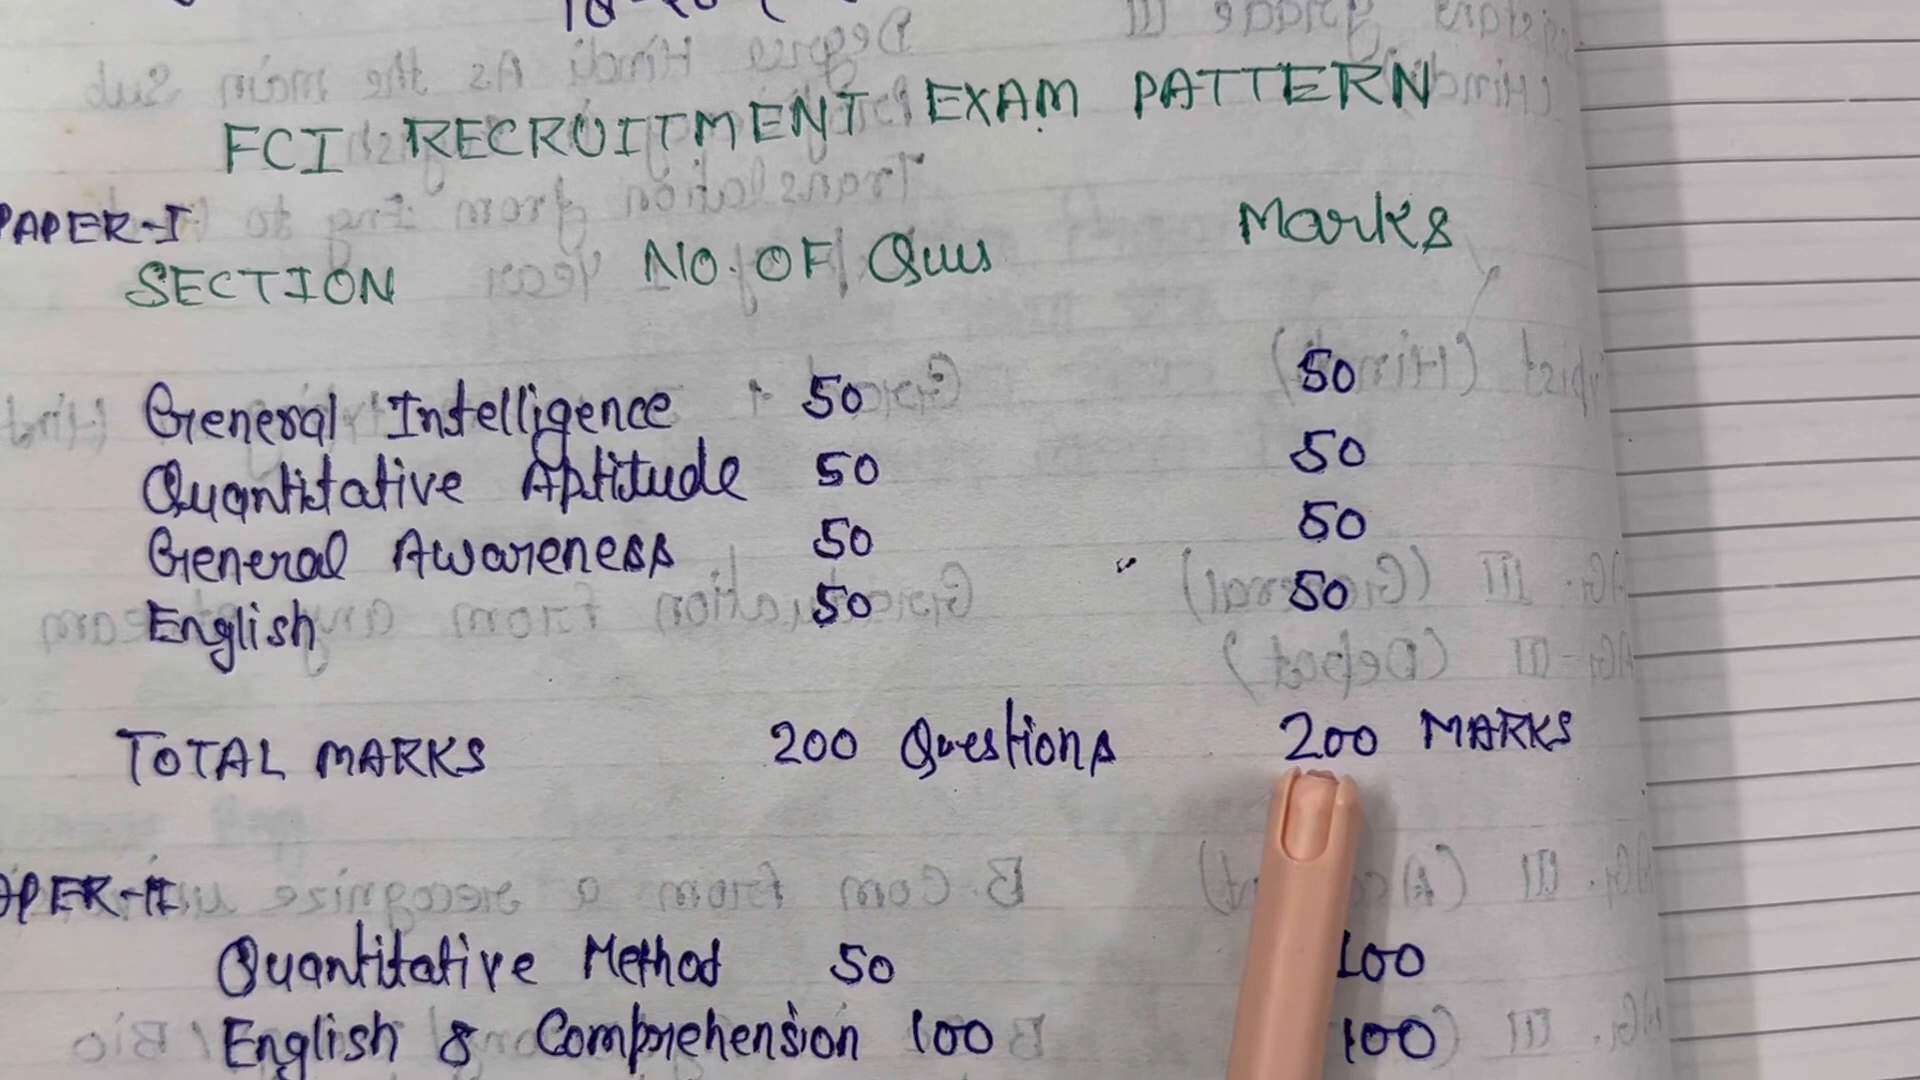 FCI RECRUITMENT EXAM PATTERN
PAPER-I
SECTION NO. OF Ques Marks
General Intelligence 50 50
Quantitative Aptitude 50 50
General Awareness 50 50
English 50 50
TOTAL MARKS 200 Questions 200 MARKS
APER-II
Quantitative Method 50 100
English & Comprehension 100 100